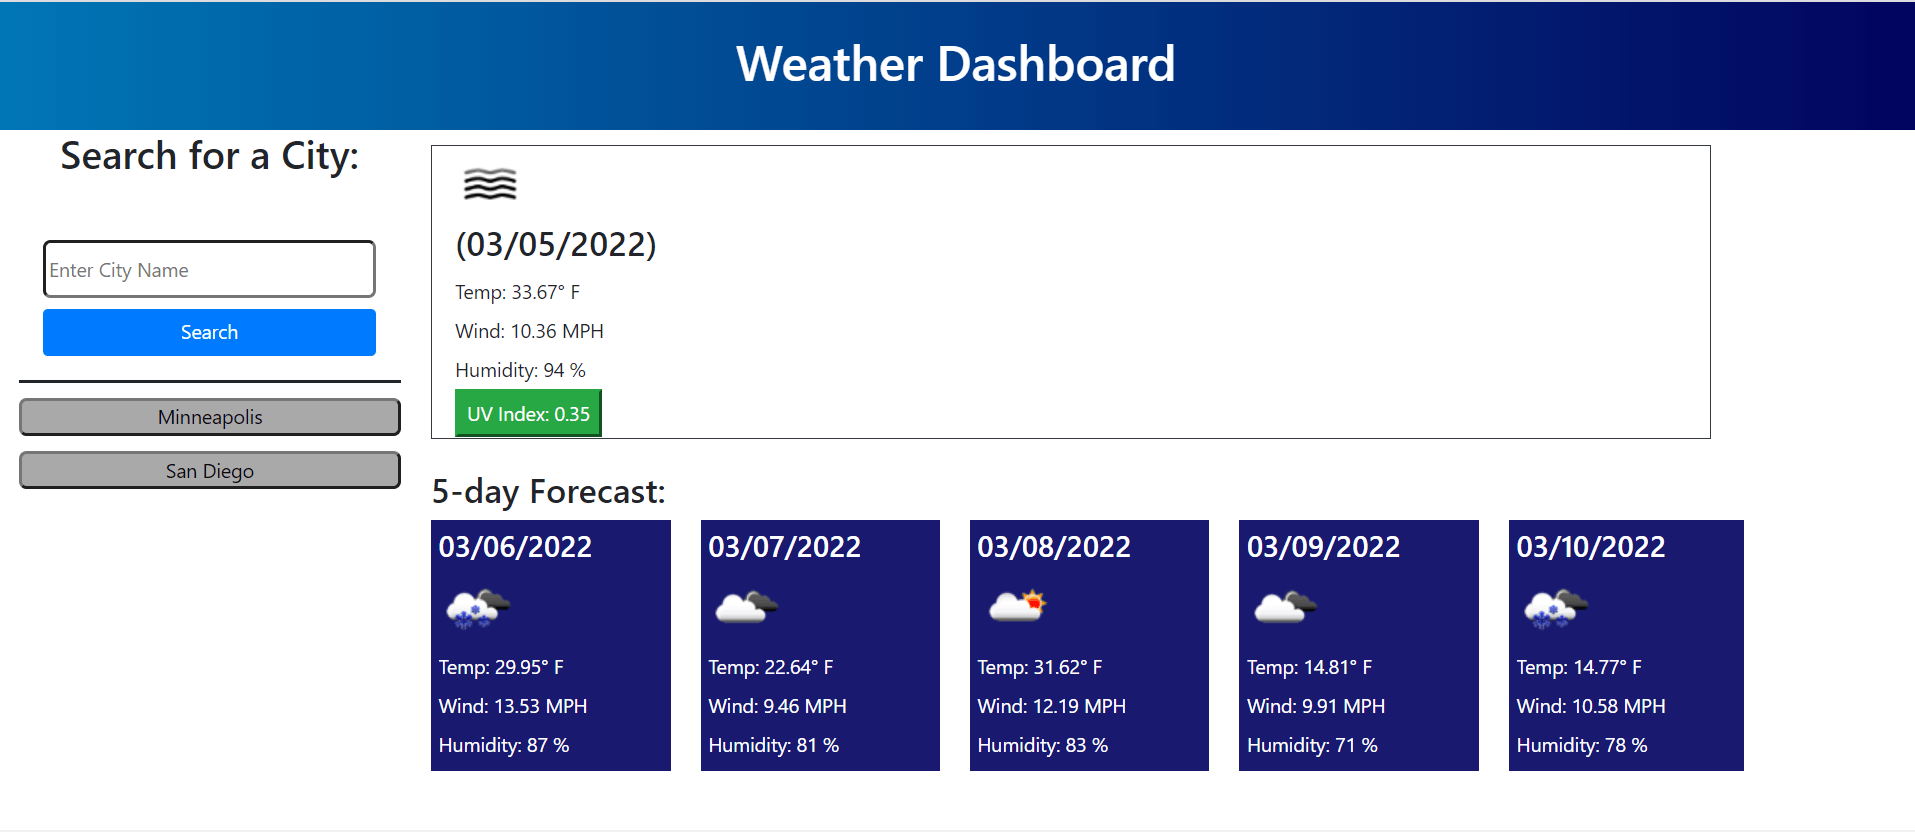 Weather Dashboard
Search for a City:
Enter City Name
Search
Minneapolis
San Diego
(03/05/2022)
Temp: 33.67° F
Wind: 10.36 MPH
Humidity: 94 %
UV Index: 0.35
5-day Forecast:
03/06/2022
Temp: 29.95° F
Wind: 13.53 MPH
Humidity: 87 %
03/07/2022
Temp: 22.64° F
Wind: 9.46 MPH
Humidity: 81 %
03/08/2022
Temp: 31.62° F
Wind: 12.19 MPH
Humidity: 83 %
03/09/2022
Temp: 14.81° F
Wind: 9.91 MPH
Humidity: 71 %
03/10/2022
Temp: 14.77° F
Wind: 10.58 MPH
Humidity: 78 %